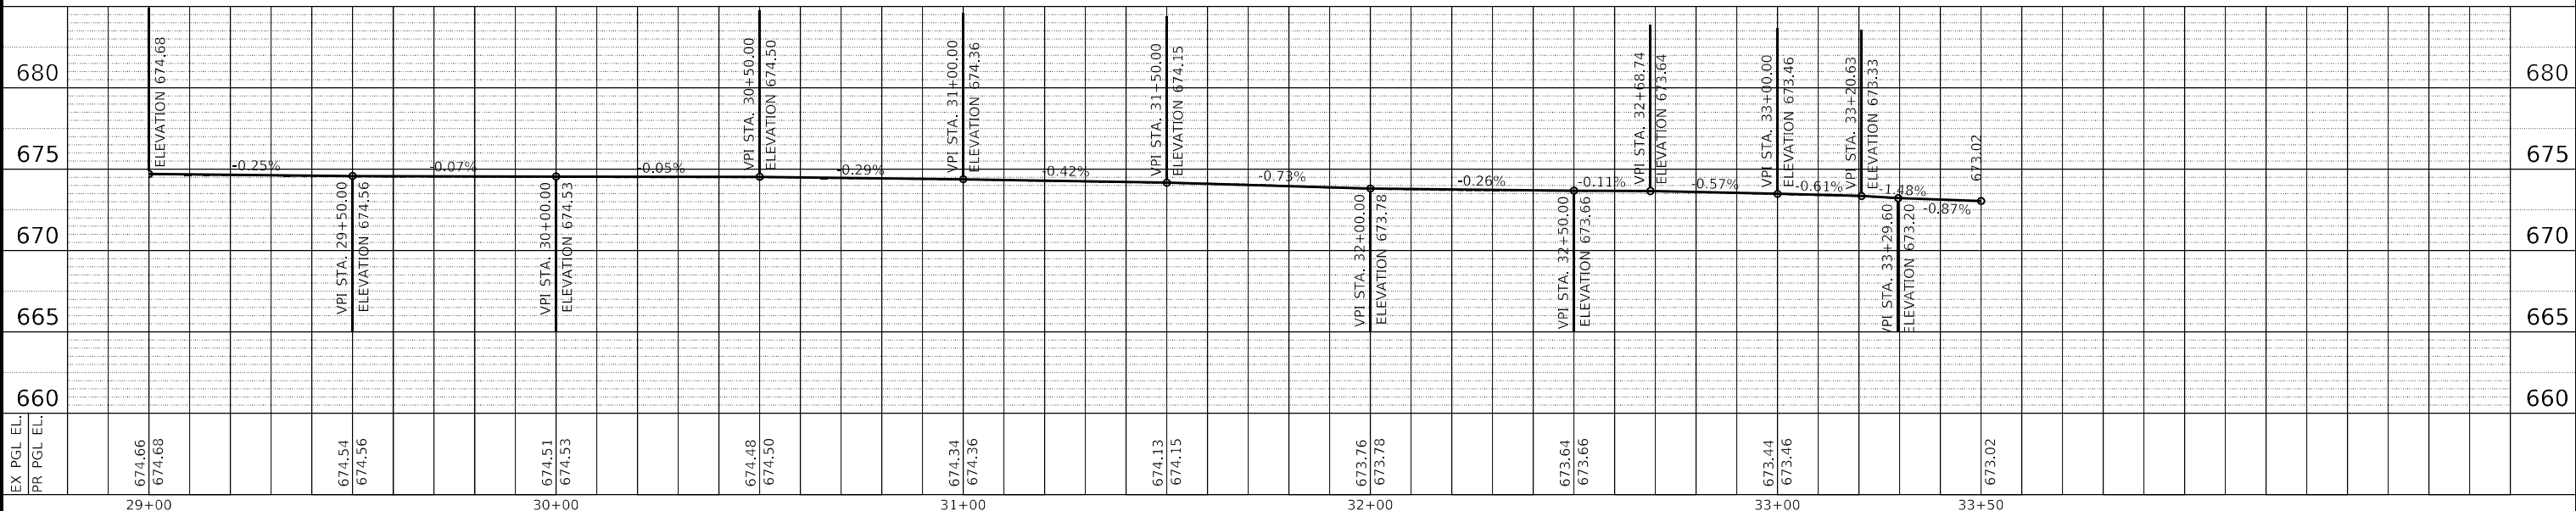 ELEVATION 674.68
VPI STA. 30+50.00
ELEVATION 674.50
VPI STA. 31+00.00
ELEVATION 674.36
VPI STA. 31+50.00
ELEVATION 674.15
VPI STA. 32+68.74
ELEVATION 673.64
VPI STA. 33+00.00
ELEVATION 673.46
VPI STA. 33+20.63
ELEVATION 673.33
673.02
680
680
675
675
-0.25%
-0.07%
-0.05%
-0.29%
-0.42%
-0.73%
-0.26%
-0.11%
-0.57%
-0.61%
-1.48%
-0.87%
VPI STA. 29+50.00
ELEVATION 674.56
VPI STA. 30+00.00
ELEVATION 674.53
VPI STA. 32+00.00
ELEVATION 673.78
VPI STA. 32+50.00
ELEVATION 673.66
VPI STA. 33+29.60
ELEVATION 673.20
670
670
665
665
660
660
EX PGL EL.
PR PGL EL.
674.66
674.68
674.54
674.56
674.51
674.53
674.48
674.50
674.34
674.36
674.13
674.15
673.76
673.78
673.64
673.66
673.44
673.46
673.02
29+00
30+00
31+00
32+00
33+00
33+50